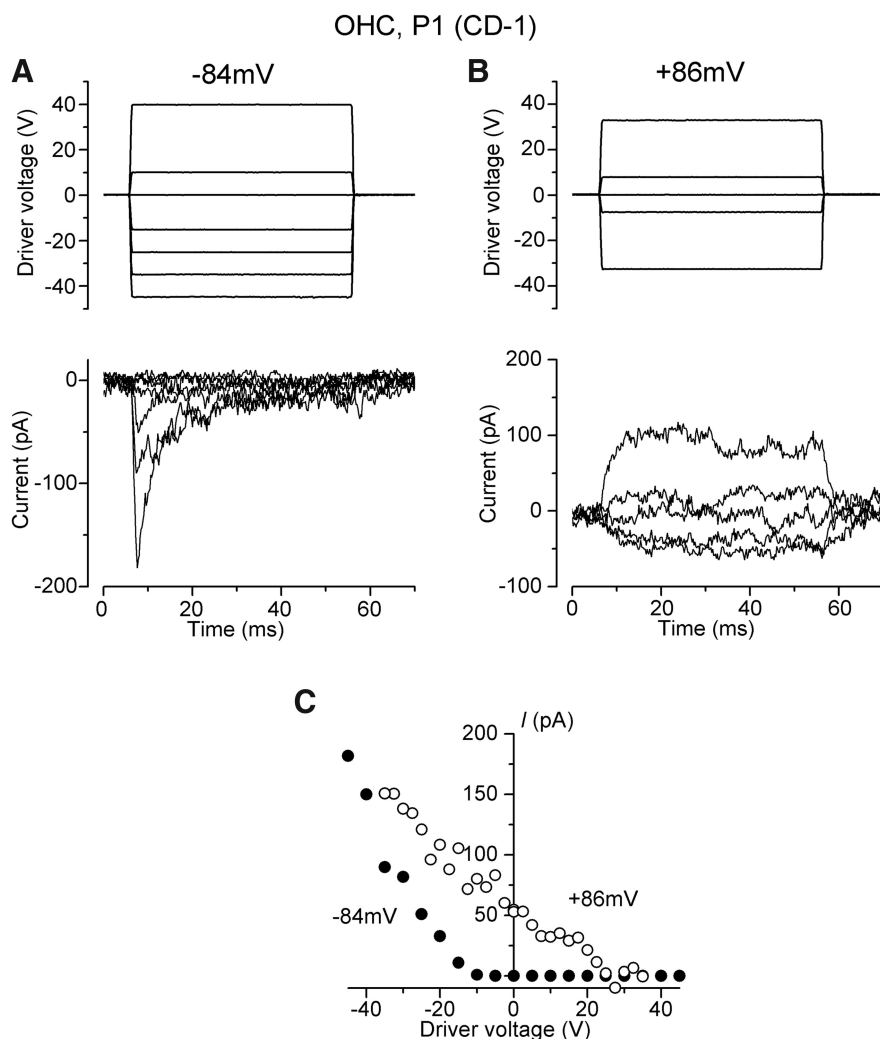 OHC, P1 (CD-1)
A
-84mV
Driver voltage (V)
40
20
0
-20
-40
Current (pA)
0
-100
-200
0 20 40 60
Time (ms)
B
+86mV
Driver voltage (V)
40
20
0
-20
-40
Current (pA)
200
100
0
-100
0 20 40 60
Time (ms)
C
I (pA)
200
150
100
50
-84mV
+86mV
-40 -20 0 20 40
Driver voltage (V)